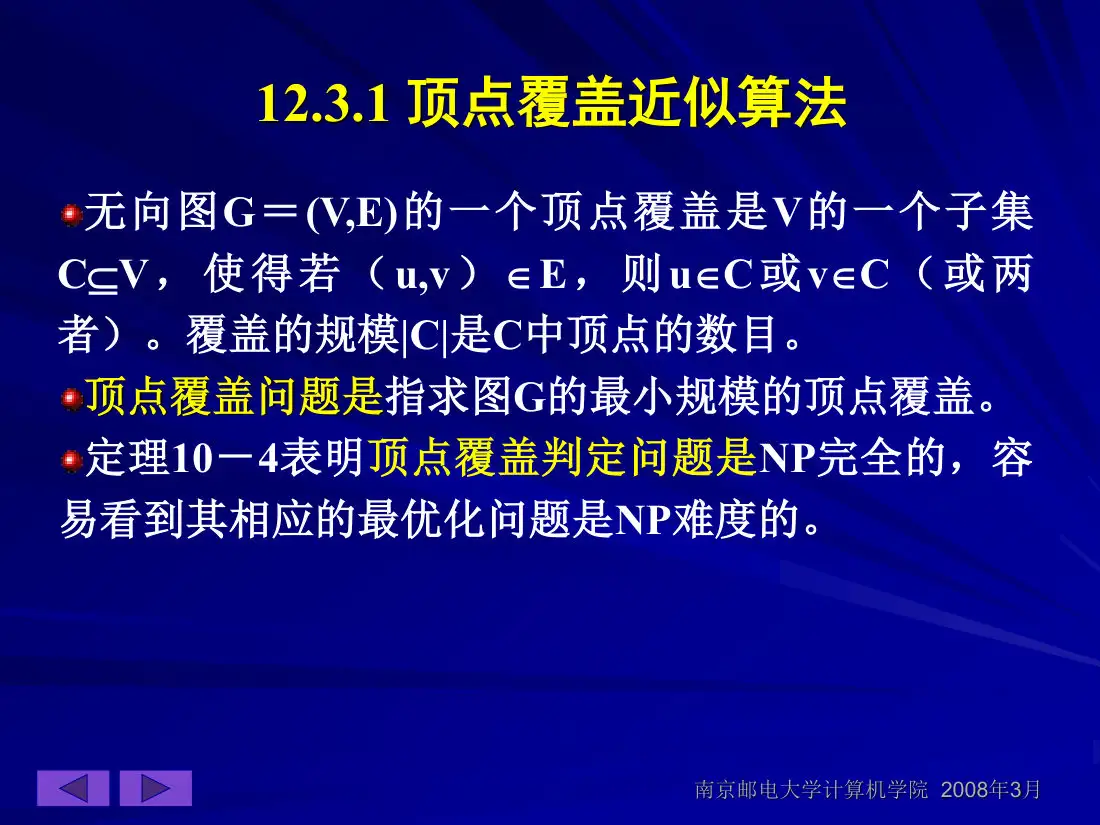 12.3.1 顶点覆盖近似算法
无向图G＝(V,E)的一个顶点覆盖是V的一个子集
C⊆V，使得若（u,v）∈E，则u∈C或v∈C（或两
者）。覆盖的规模|C|是C中顶点的数目。
顶点覆盖问题是指求图G的最小规模的顶点覆盖。
定理10－4表明顶点覆盖判定问题是NP完全的，容
易看到其相应的最优化问题是NP难度的。
南京邮电大学计算机学院 2008年3月